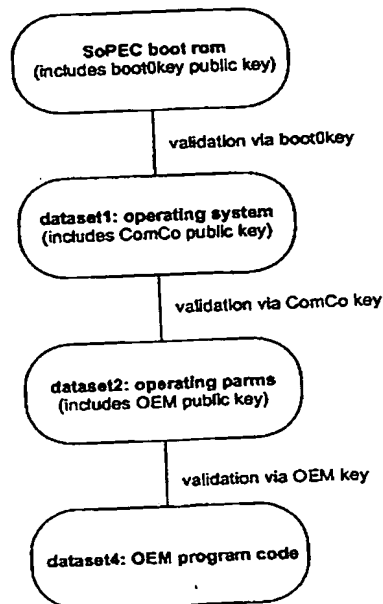 SoPEC boot rom
(includes boot0key public key)
validation via boot0key
dataset1: operating system
(includes ComCo public key)
validation via ComCo key
dataset2: operating parms
(includes OEM public key)
validation via OEM key
dataset4: OEM program code